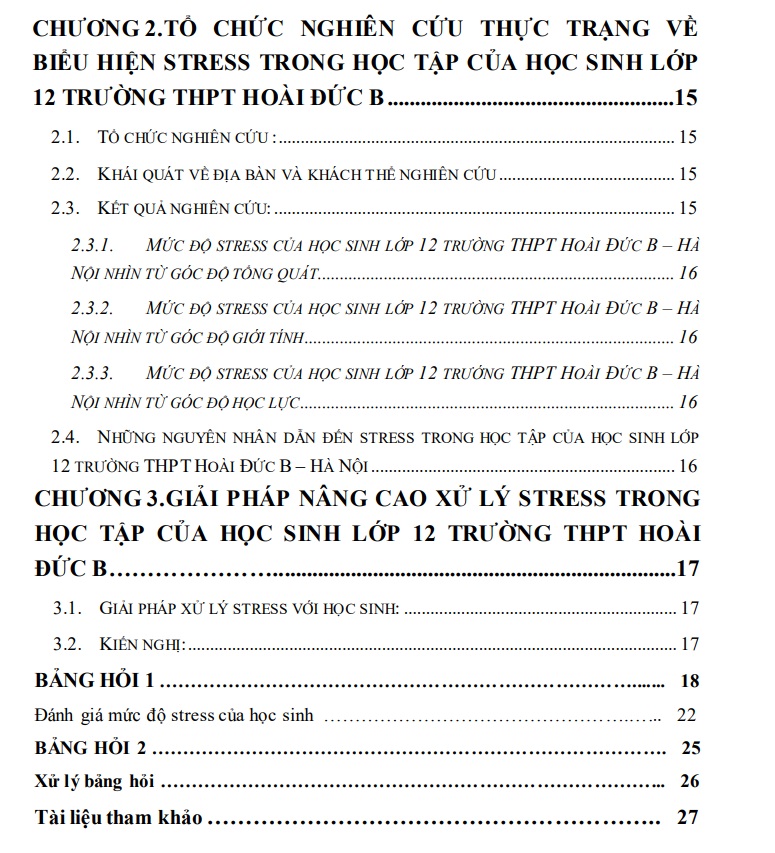 CHƯƠNG 2.TỔ CHỨC NGHIÊN CỨU THỰC TRẠNG VỀ
BIỂU HIỆN STRESS TRONG HỌC TẬP CỦA HỌC SINH LỚP
12 TRƯỜNG THPT HOÀI ĐỨC B.....................................................15
2.1. TỔ CHỨC NGHIÊN CỨU :........................................................................... 15
2.2. KHÁI QUÁT VỀ ĐỊA BÀN VÀ KHÁCH THỂ NGHIÊN CỨU ................................. 15
2.3. KẾT QUẢ NGHIÊN CỨU: ............................................................................ 15
2.3.1. MỨC ĐỘ STRESS CỦA HỌC SINH LỚP 12 TRƯỜNG THPT HOÀI ĐỨC B – HÀ
NỘI NHÌN TỪ GÓC ĐỘ TỔNG QUÁT.................................................................... 16
2.3.2. MỨC ĐỘ STRESS CỦA HỌC SINH LỚP 12 TRƯỜNG THPT HOÀI ĐỨC B – HÀ
NỘI NHÌN TỪ GÓC ĐỘ GIỚI TÍNH....................................................................... 16
2.3.3. MỨC ĐỘ STRESS CỦA HỌC SINH LỚP 12 TRƯỚNG THPT HOÀI ĐỨC B – HÀ
NỘI NHÌN TỪ GÓC ĐỘ HỌC LỰC........................................................................ 16
2.4. NHỮNG NGUYÊN NHÂN DẪN ĐẾN STRESS TRONG HỌC TẬP CỦA HỌC SINH LỚP
12 TRƯỜNG THPT HOÀI ĐỨC B – HÀ NỘI .......................................................... 16
CHƯƠNG 3.GIẢI PHÁP NÂNG CAO XỬ LÝ STRESS TRONG
HỌC TẬP CỦA HỌC SINH LỚP 12 TRƯỜNG THPT HOÀI
ĐỨC B……………………...........................................................................17
3.1. GIẢI PHÁP XỬ LÝ STRESS VỚI HỌC SINH: .................................................... 17
3.2. KIẾN NGHỊ:............................................................................................. 17
BẢNG HỎI 1 ……………………………………………………...... 18
Đánh giá mức độ stress của học sinh …………………………….….. 22
BẢNG HỎI 2 ………………………………………………………. 25
Xử lý bảng hỏi ……………………………………………………... 26
Tài liệu tham khảo ……………………………………………….. 27